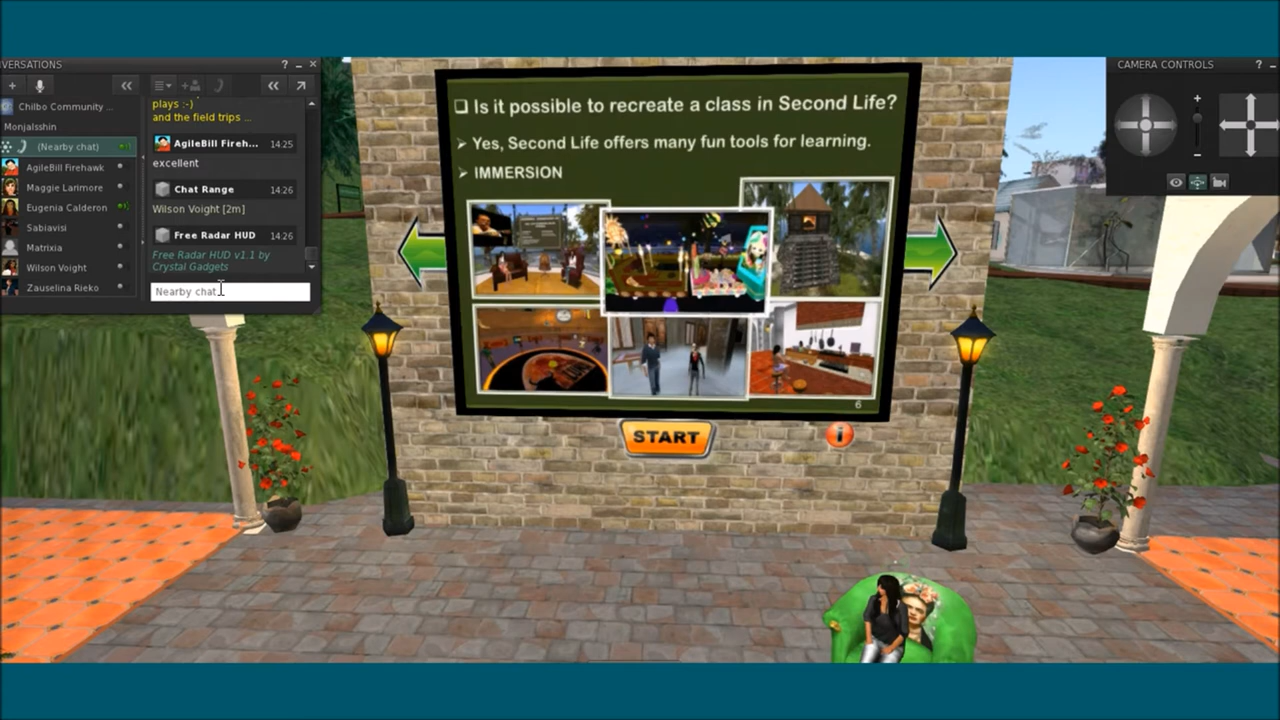 VERSATIONS
? _ ×
CAMERA CONTROLS
? _
Chilbo Community ...
Monjalsshin
(Nearby chat)
AgileBill Firehawk
Maggie Larimore
Eugenia Calderon
Sabiavisi
Matrixia
Wilson Voight
Zauselina Rieko
plays :-)
and the field trips ...
AgileBill Fireh... 14:25
excellent
Chat Range 14:26
Wilson Voight [2m]
Free Radar HUD 14:26
Free Radar HUD v1.1 by
Crystal Gadgets
Nearby chat
Is it possible to recreate a class in Second Life?
Yes, Second Life offers many fun tools for learning.
IMMERSION
6
START
i